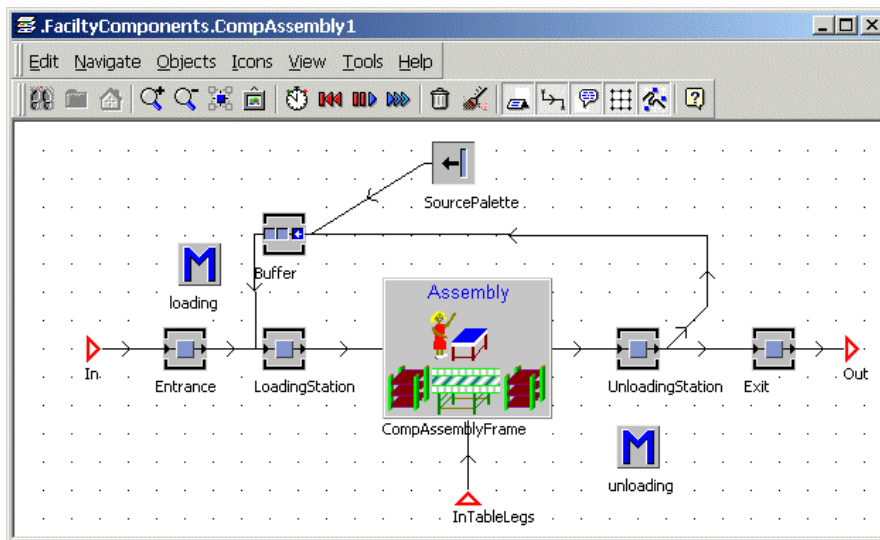 .FaciltyComponents.CompAssembly1
Edit Navigate Objects Icons View Tools Help
SourcePalette
Buffer
M
loading
Assembly
In
Entrance
LoadingStation
CompAssemblyFrame
UnloadingStation
Exit
Out
M
unloading
InTableLegs